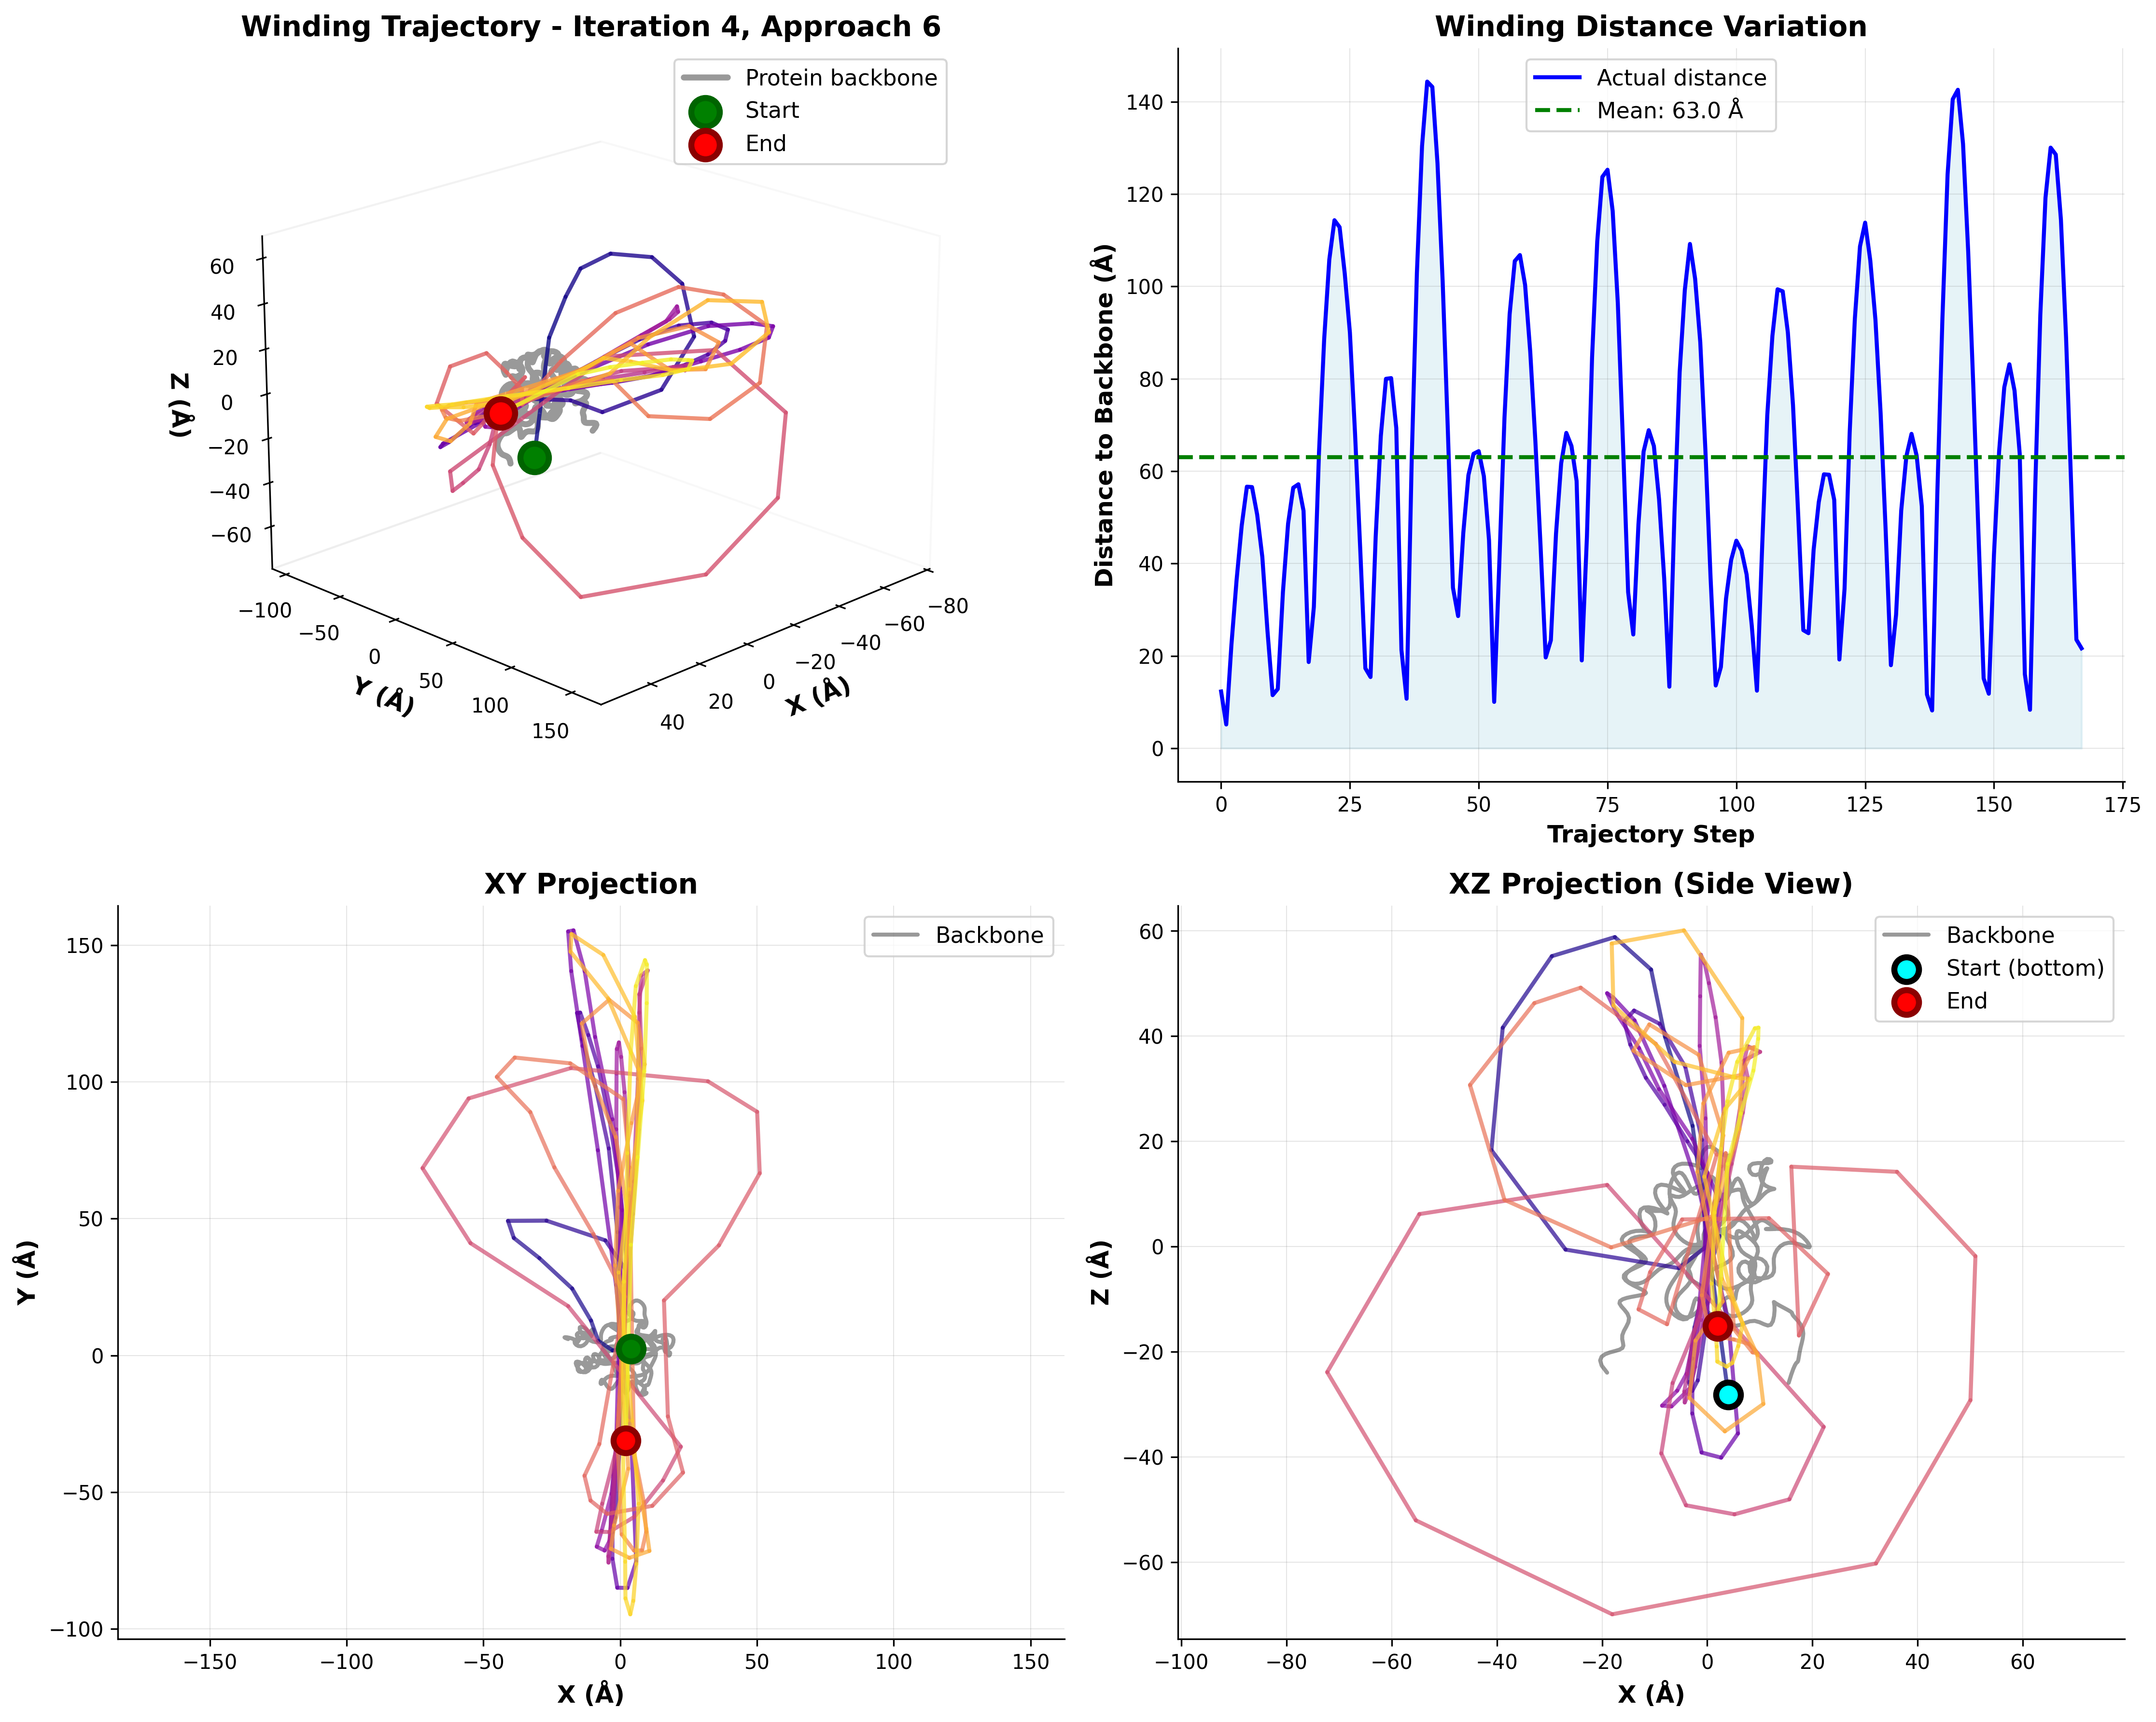 Winding Trajectory - Iteration 4, Approach 6
Protein backbone
Start
End
60
40
20
0
−20
−40
−60
Z (Å)
−100
−50
0
50
100
150
Y (Å)
40
20
0
−20
−40
−60
−80
X (Å)
Winding Distance Variation
Actual distance
Mean: 63.0 Å
140
120
100
80
60
40
20
0
Distance to Backbone (Å)
0 25 50 75 100 125 150 175
Trajectory Step
XY Projection
Backbone
150
100
50
0
−50
−100
Y (Å)
−150 −100 −50 0 50 100 150
X (Å)
XZ Projection (Side View)
Backbone
Start (bottom)
End
60
40
20
0
−20
−40
−60
Z (Å)
−100 −80 −60 −40 −20 0 20 40 60
X (Å)